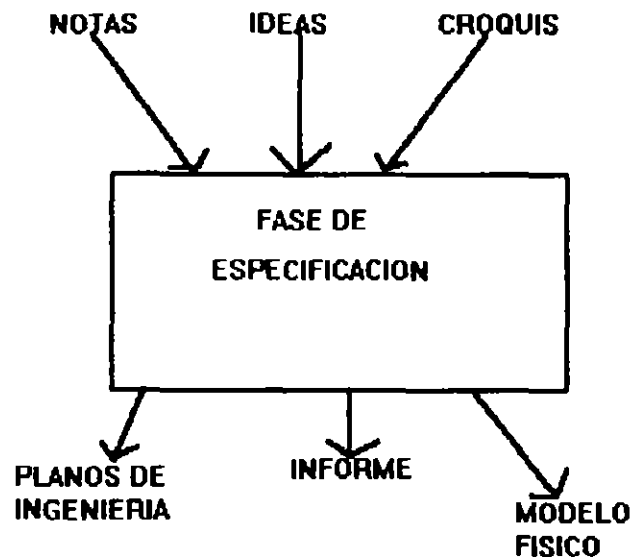 NOTAS IDEAS CROQUIS
FASE DE
ESPECIFICACION
PLANOS DE
INGENIERIA
INFORME
MODELO
FISICO